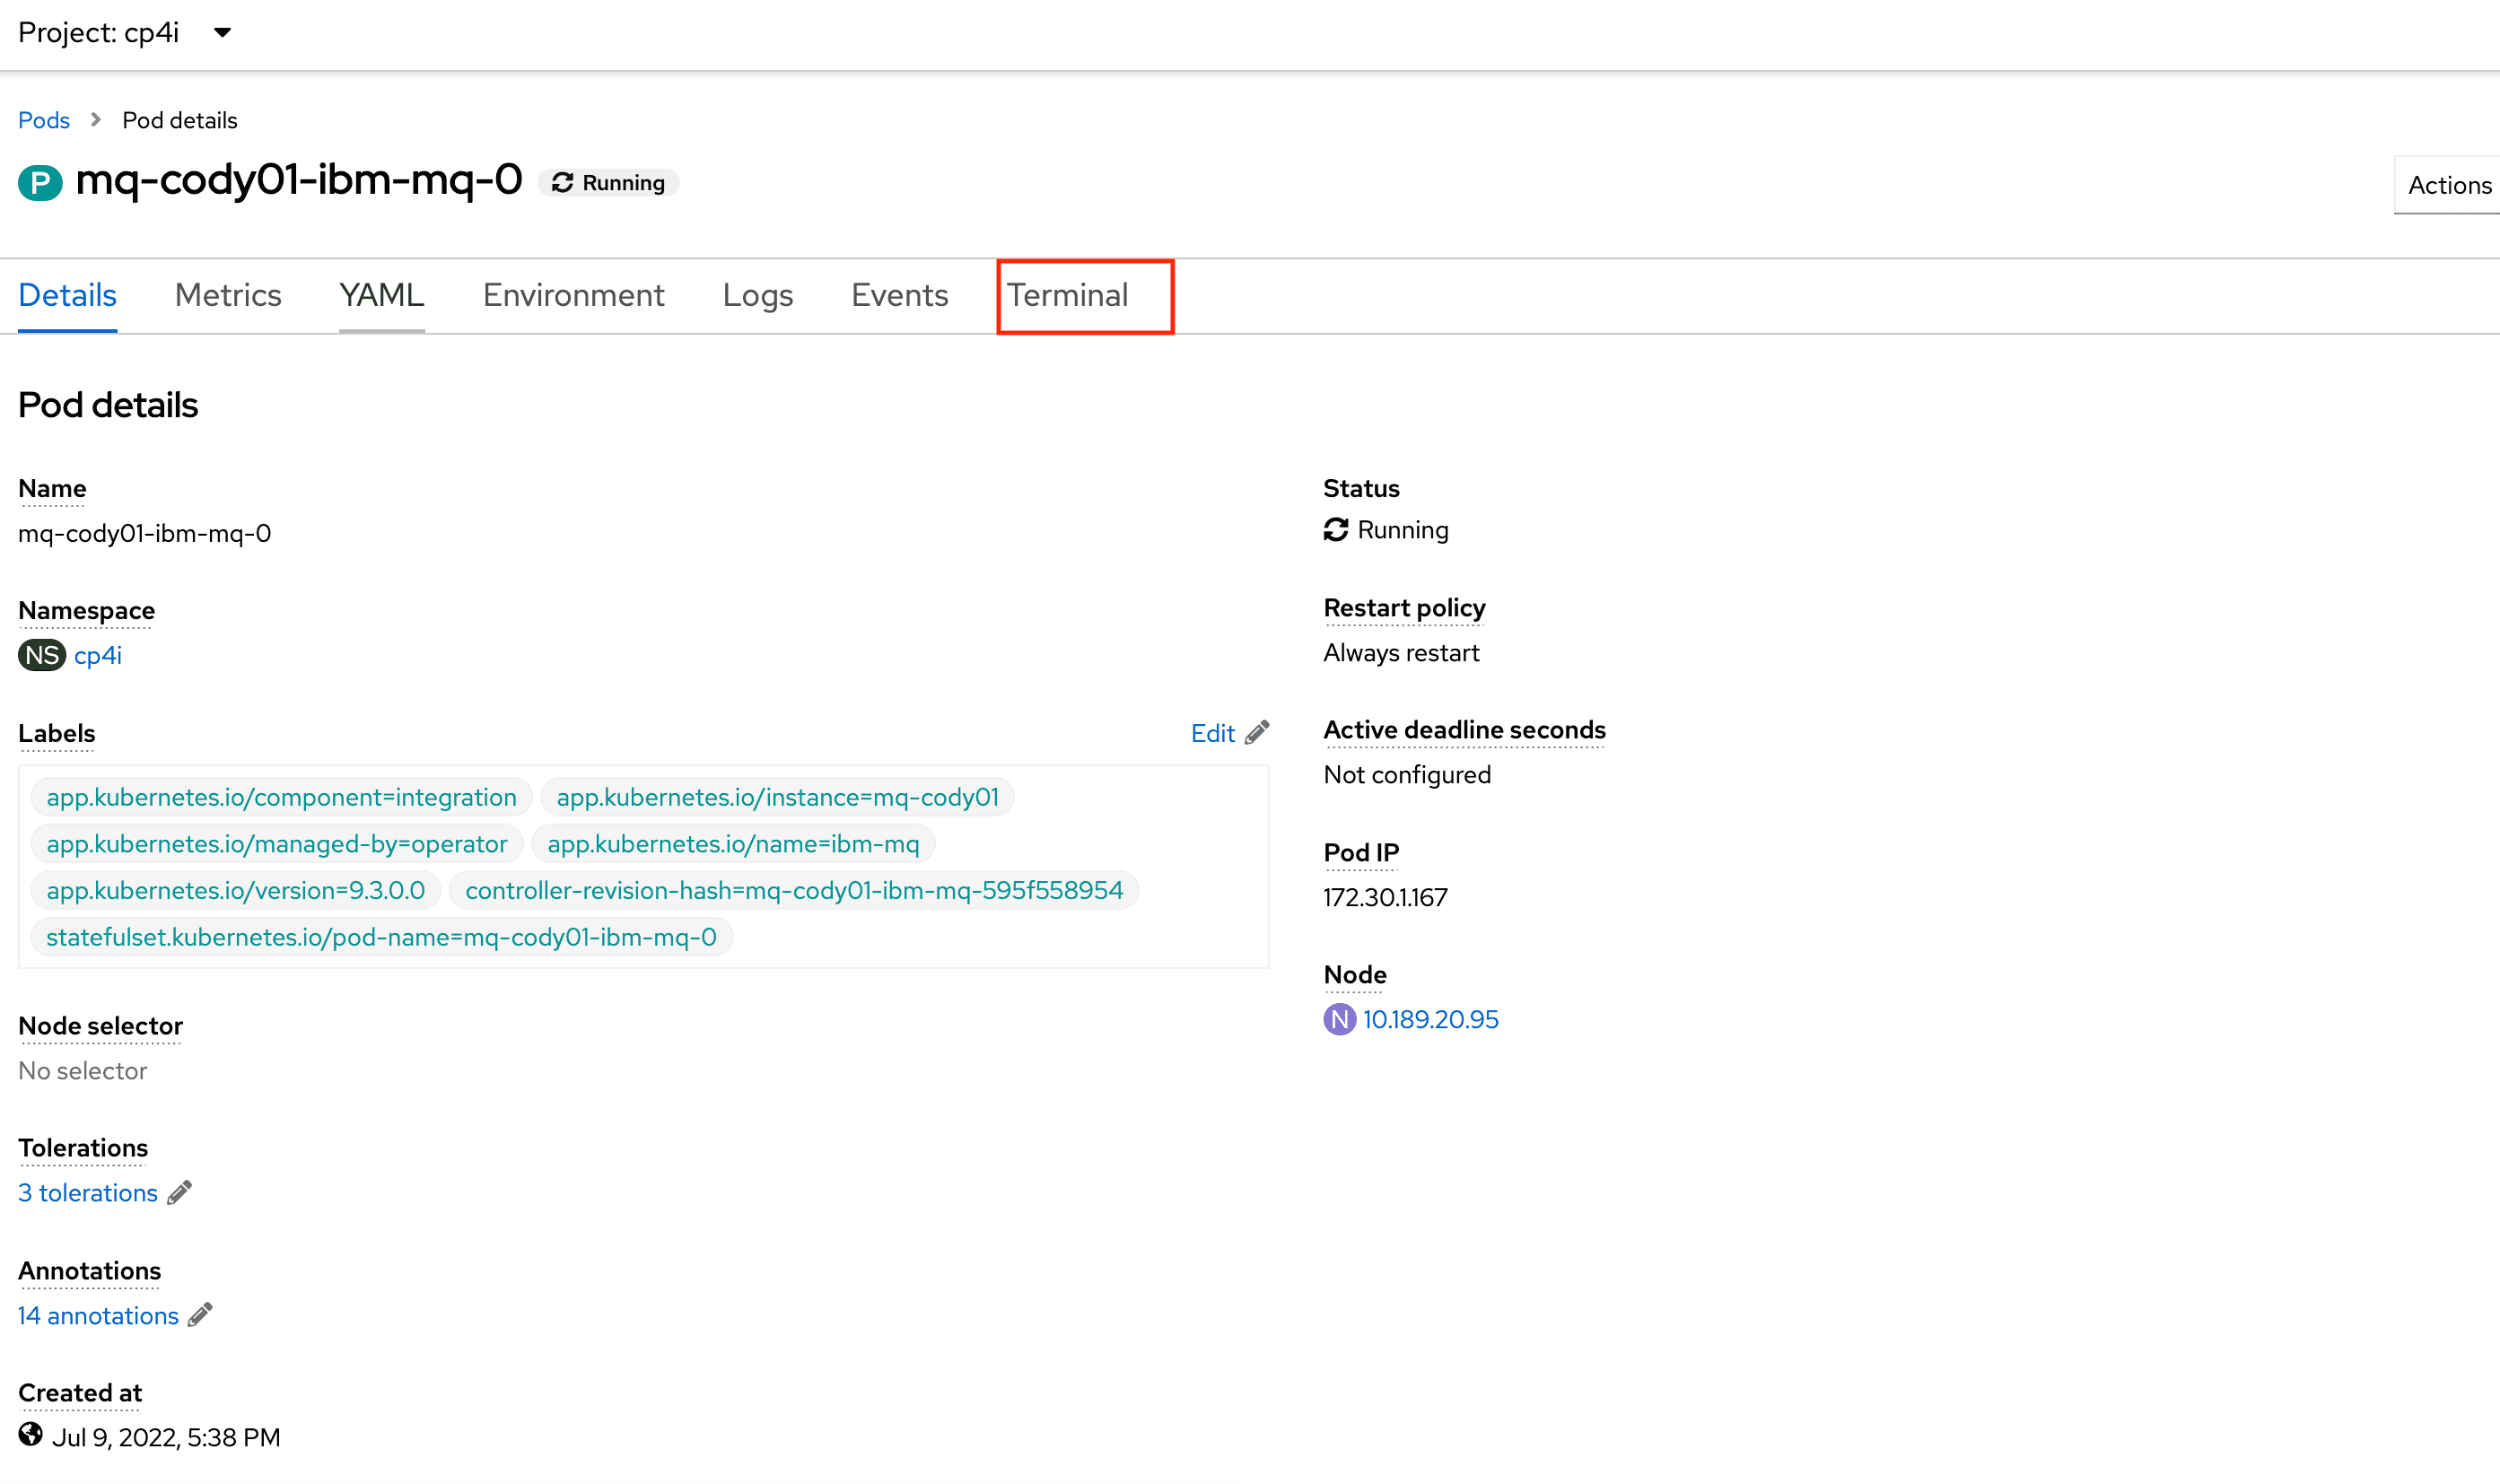 Project: cp4i
Pods > Pod details
P mq-cody01-ibm-mq-0 Running
Actions
Details Metrics YAML Environment Logs Events Terminal
Pod details
Name
mq-cody01-ibm-mq-0
Namespace
NS cp4i
Labels Edit
app.kubernetes.io/component=integration app.kubernetes.io/instance=mq-cody01
app.kubernetes.io/managed-by=operator app.kubernetes.io/name=ibm-mq
app.kubernetes.io/version=9.3.0.0 controller-revision-hash=mq-cody01-ibm-mq-595f558954
statefulset.kubernetes.io/pod-name=mq-cody01-ibm-mq-0
Node selector
No selector
Tolerations
3 tolerations
Annotations
14 annotations
Created at
Jul 9, 2022, 5:38 PM
Status
Running
Restart policy
Always restart
Active deadline seconds
Not configured
Pod IP
172.30.1.167
Node
N 10.189.20.95